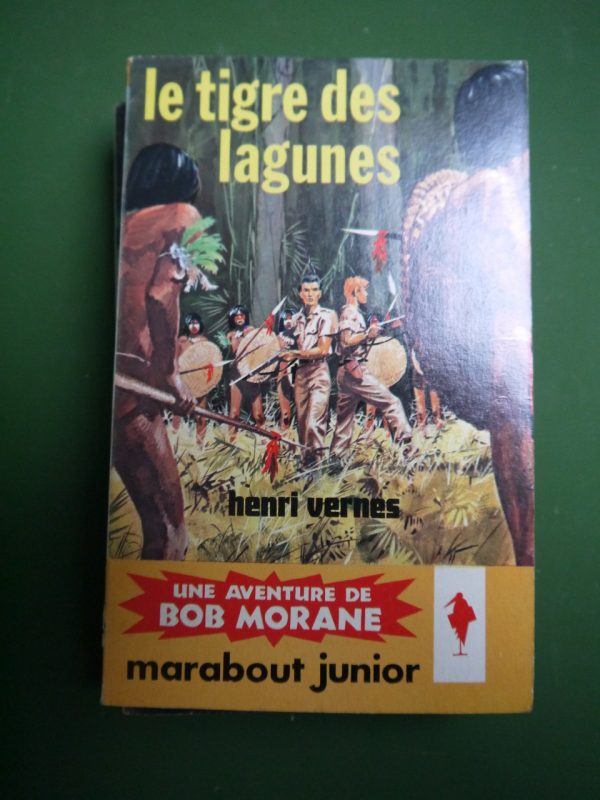 le tigre des
lagunes
henri vernes
UNE AVENTURE DE
BOB MORANE
marabout junior